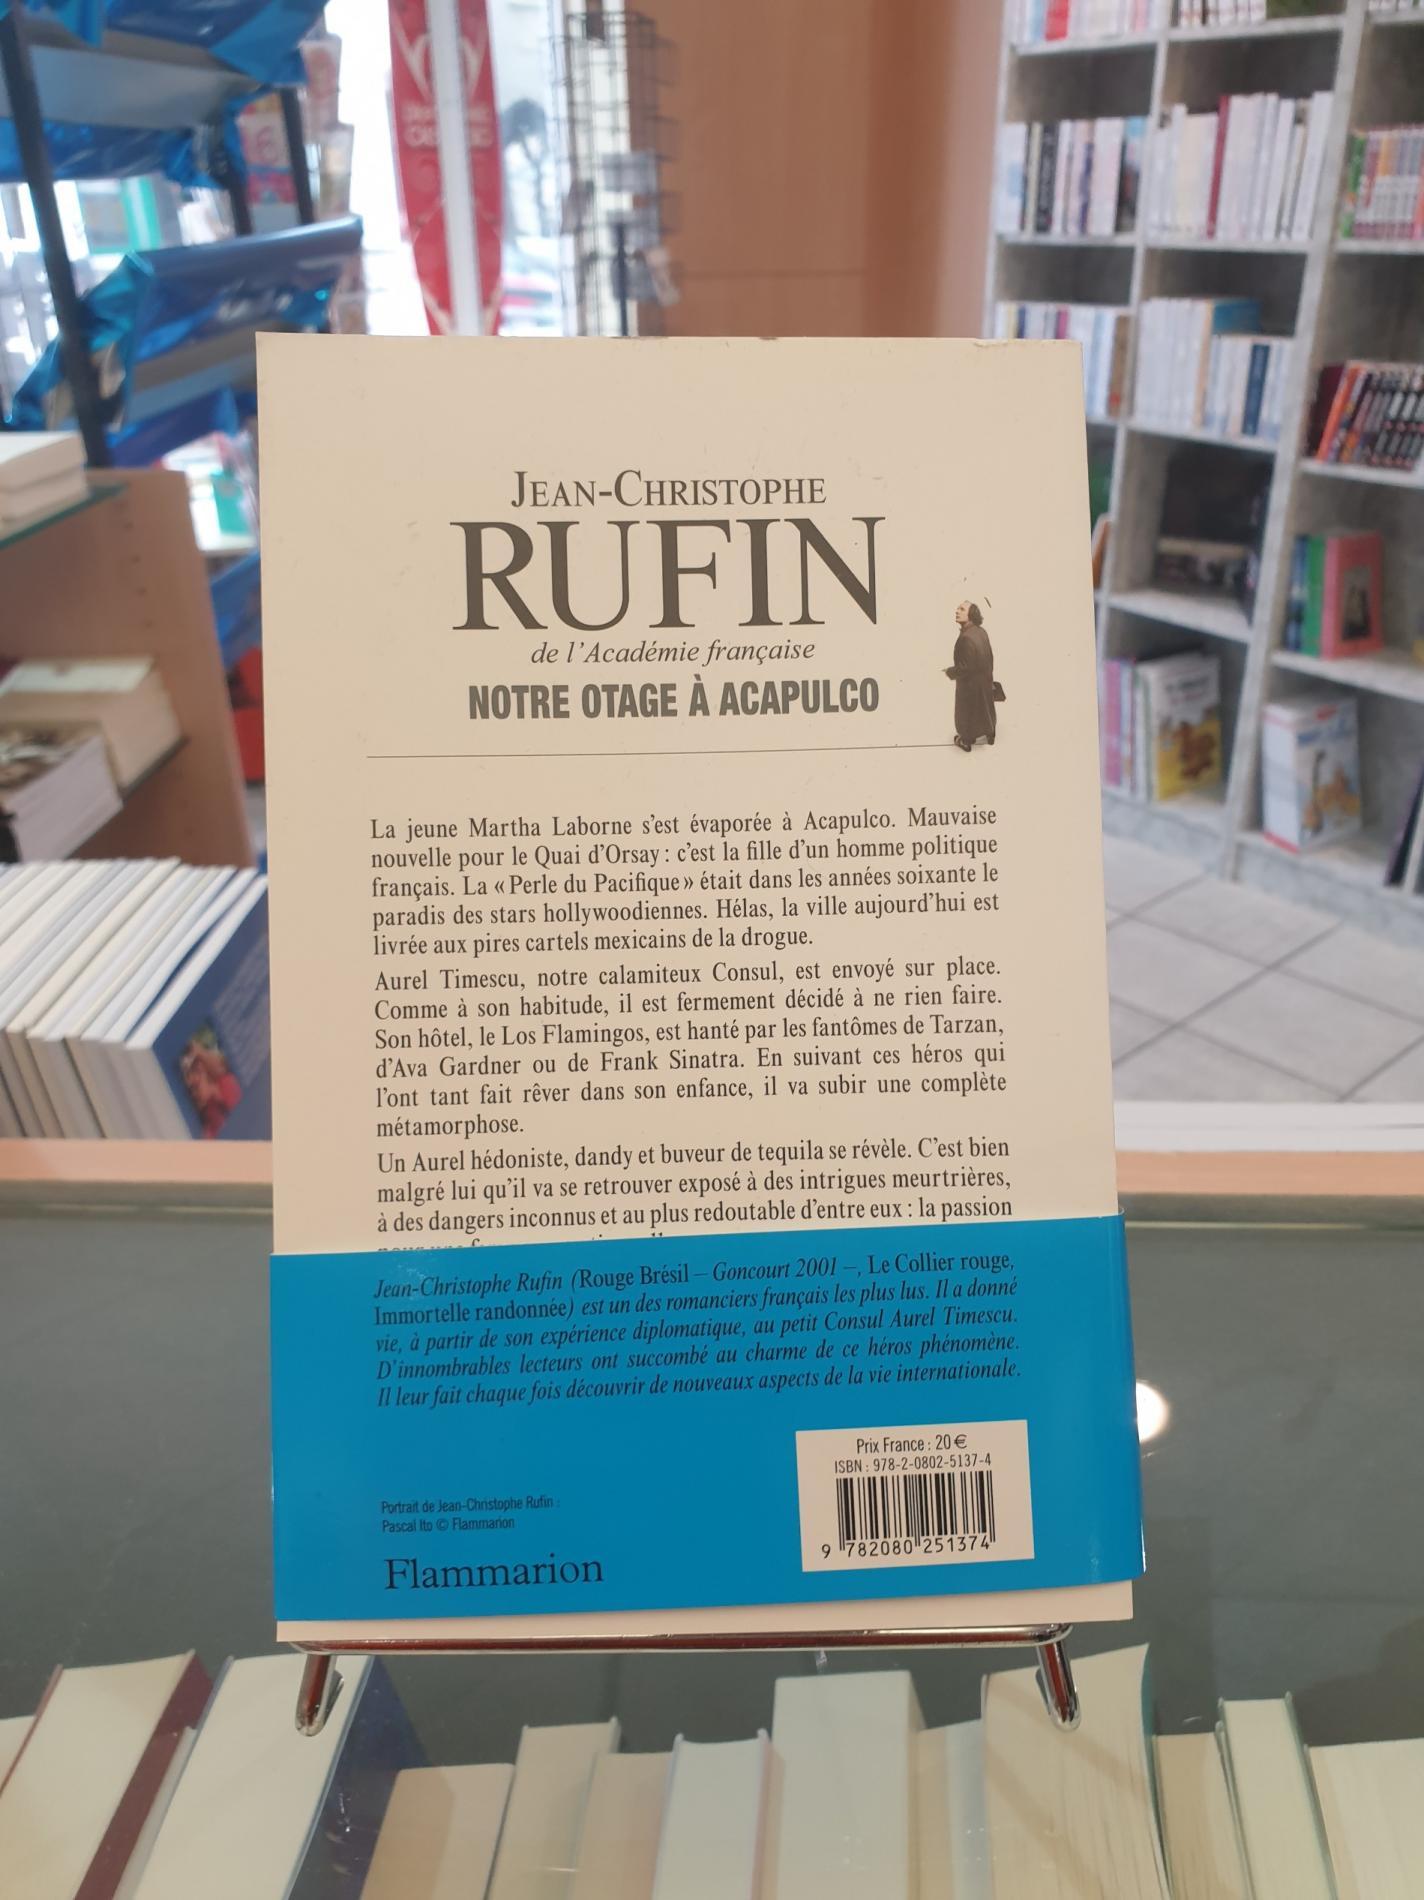 JEAN-CHRISTOPHE
RUFIN
de l'Académie française
NOTRE OTAGE À ACAPULCO
La jeune Martha Laborne s'est évaporée à Acapulco. Mauvaise
nouvelle pour le Quai d'Orsay : c'est la fille d'un homme politique
français. La « Perle du Pacifique » était dans les années soixante le
paradis des stars hollywoodiennes. Hélas, la ville aujourd'hui est
livrée aux pires cartels mexicains de la drogue.
Aurel Timescu, notre calamiteux Consul, est envoyé sur place.
Comme à son habitude, il est fermement décidé à ne rien faire.
Son hôtel, le Los Flamingos, est hanté par les fantômes de Tarzan,
d'Ava Gardner ou de Frank Sinatra. En suivant ces héros qui
l'ont tant fait rêver dans son enfance, il va subir une complète
métamorphose.
Un Aurel hédoniste, dandy et buveur de tequila se révèle. C'est bien
malgré lui qu'il va se retrouver exposé à des intrigues meurtrières,
à des dangers inconnus et au plus redoutable d'entre eux : la passion
Jean-Christophe Rufin (Rouge Brésil – Goncourt 2001 –, Le Collier rouge,
Immortelle randonnée) est un des romanciers français les plus lus. Il a donné
vie, à partir de son expérience diplomatique, au petit Consul Aurel Timescu.
D'innombrables lecteurs ont succombé au charme de ce héros phénomène.
Il leur fait chaque fois découvrir de nouveaux aspects de la vie internationale.
Prix France : 20 €
ISBN : 978-2-0802-5137-4
9 782080 251374
Portrait de Jean-Christophe Rufin :
Pascal Ito © Flammarion
Flammarion